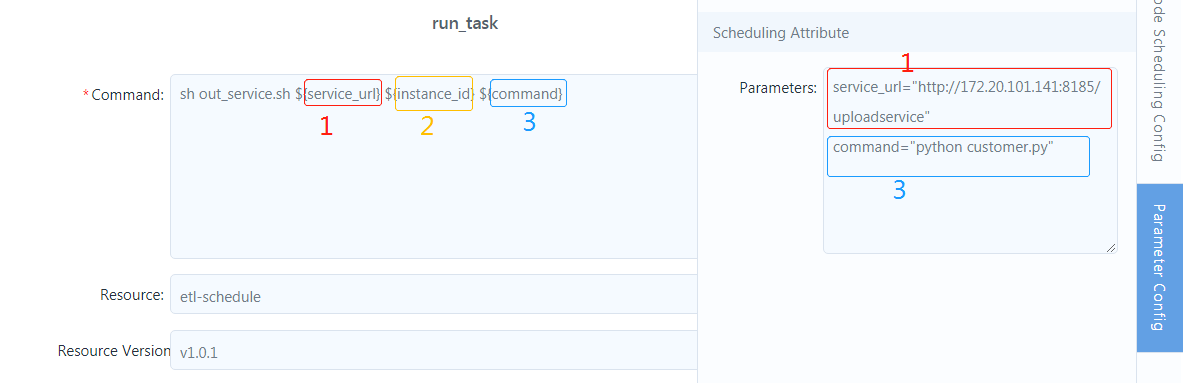 run_task
*Command:
sh out_service.sh ${service_url} ${instance_id} ${command}
1
2
3
Resource:
etl-schedule
Resource Version
v1.0.1
Scheduling Attribute
1
Parameters:
service_url="http://172.20.101.141:8185/
uploadservice"
command="python customer.py"
3
Scheduling Config
Parameter Config